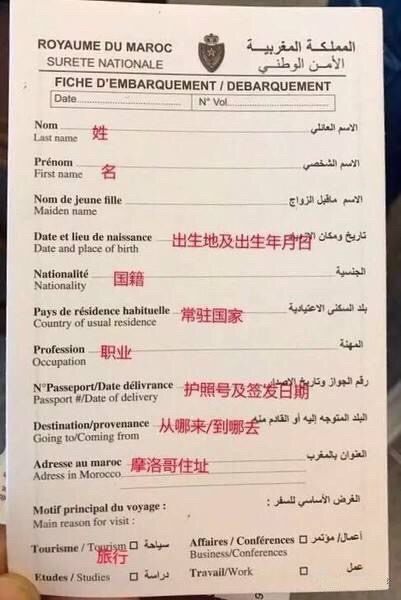 ROYAUME DU MAROC المملكة المغربية
SURETE NATIONALE الأمن الوطني
FICHE D'EMBARQUEMENT / DEBARQUEMENT
Date N° Vol
Nom 姓 الاسم العائلي
Last name
Prénom 名 الاسم الشخصي
First name
Nom de jeune fille الاسم ماقبل الزواج
Maiden name
Date et lieu de naissance 出生地及出生年月日 تاريخ ومكان
Date and place of birth
Nationalité 国籍 الجنسية
Nationality
Pays de résidence habituelle 常驻国家 بلد السكنى الاعتيادية
Country of usual residence
Profession 职业 المهنة
Occupation
N°Passeport/Date délivrance 护照号及签发日期 رقم الجواز وتاريخ
Passport #/Date of delivery
Destination/provenance 从哪来/到哪去 البلد المتوجه إليه أو القادم منه
Going to/Coming from
Adresse au maroc 摩洛哥住址 العنوان بالمغرب
Adress in Morocco
Motif principal du voyage : الغرض الأساسي للسفر :
Main reason for visit :
Tourisme / Tourism سياحة Affaires / Conférences أعمال/ مؤتمر
旅行 Business/Conferences
Etudes / Studies دراسة Travail/Work عمل